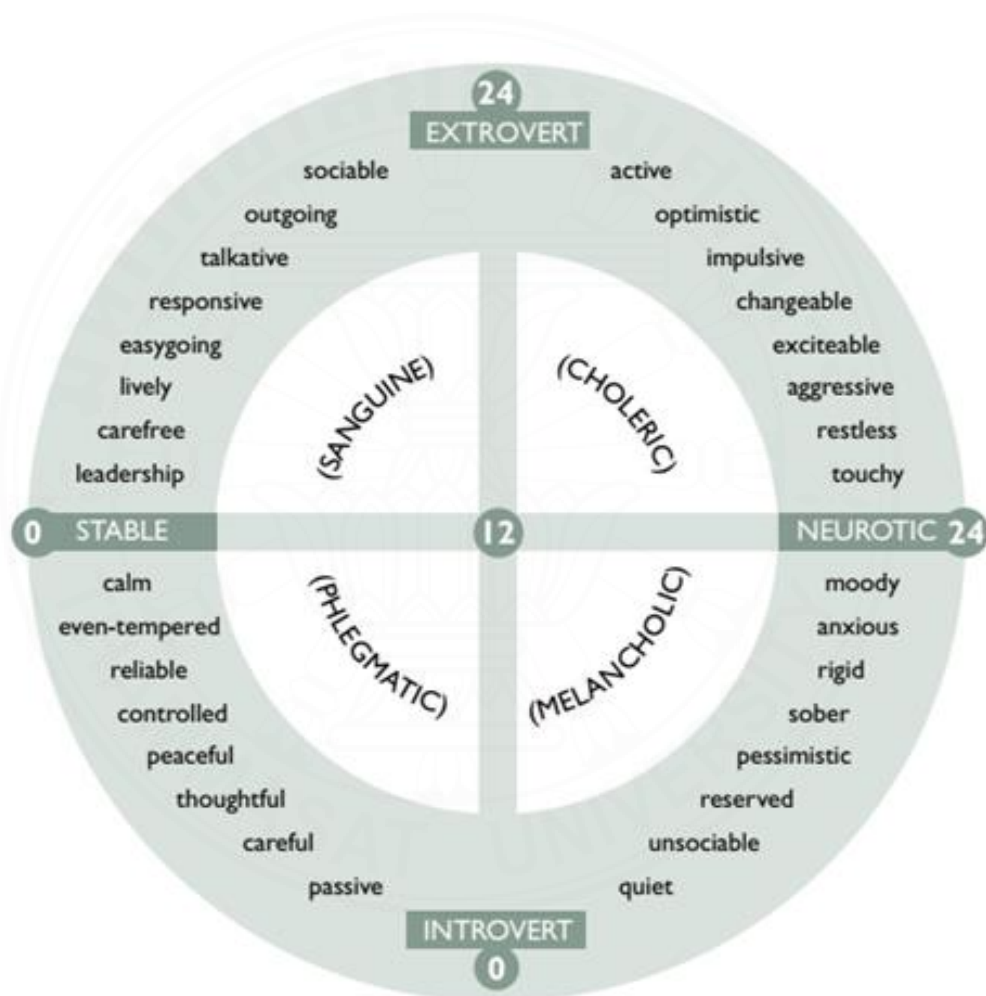 24
EXTROVERT
sociable active
outgoing optimistic
talkative impulsive
responsive changeable
easygoing exciteable
lively aggressive
carefree restless
leadership touchy
(SANGUINE) (CHOLERIC)
0 STABLE 12 NEUROTIC 24
calm moody
even-tempered anxious
reliable rigid
controlled sober
peaceful pessimistic
thoughtful reserved
careful unsociable
passive quiet
(PHLEGMATIC) (MELANCHOLIC)
INTROVERT
0